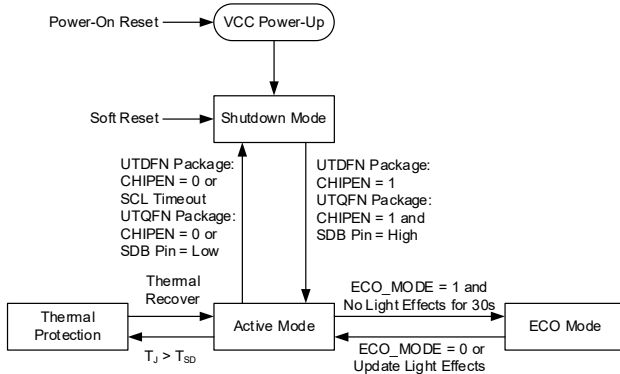 Power-On Reset
VCC Power-Up
Soft Reset
Shutdown Mode
UTDFN Package:
CHIPEN = 0 or
SCL Timeout
UTQFN Package:
CHIPEN = 0 or
SDB Pin = Low
UTDFN Package:
CHIPEN = 1
UTQFN Package:
CHIPEN = 1 and
SDB Pin = High
Thermal
Protection
Thermal
Recover
TJ > TSD
Active Mode
ECO_MODE = 1 and
No Light Effects for 30s
ECO_MODE = 0 or
Update Light Effects
ECO Mode